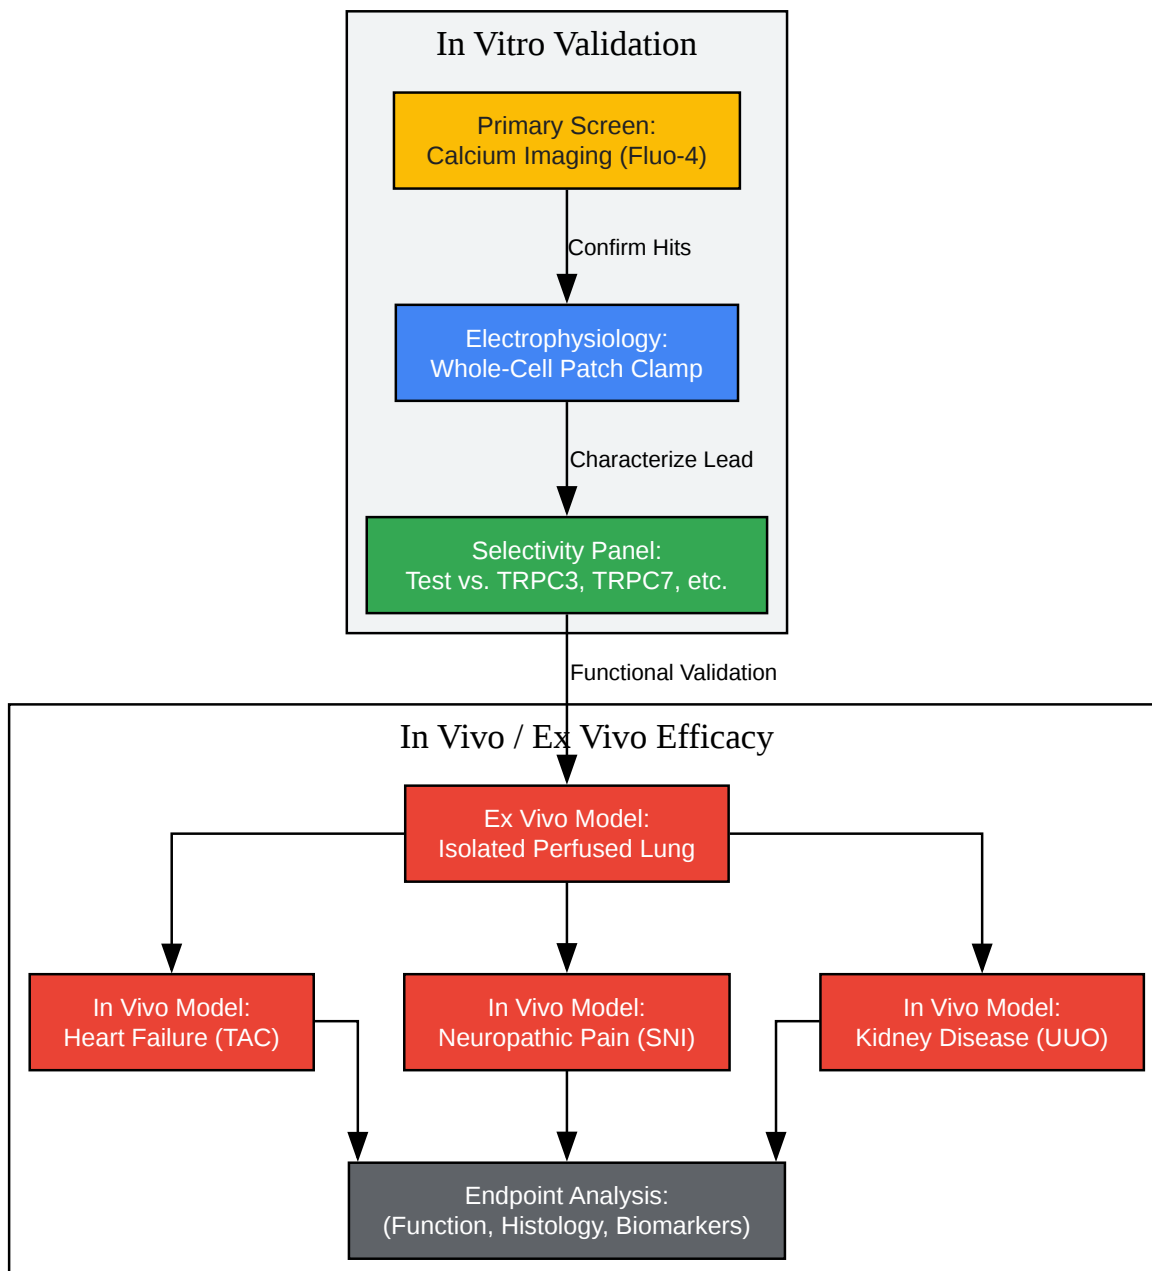 In Vitro Validation
Primary Screen:
Calcium Imaging (Fluo-4)
Confirm Hits
Electrophysiology:
Whole-Cell Patch Clamp
Characterize Lead
Selectivity Panel:
Test vs. TRPC3, TRPC7, etc.
Functional Validation
In Vivo / Ex Vivo Efficacy
Ex Vivo Model:
Isolated Perfused Lung
In Vivo Model:
Heart Failure (TAC)
In Vivo Model:
Neuropathic Pain (SNI)
In Vivo Model:
Kidney Disease (UUO)
Endpoint Analysis:
(Function, Histology, Biomarkers)